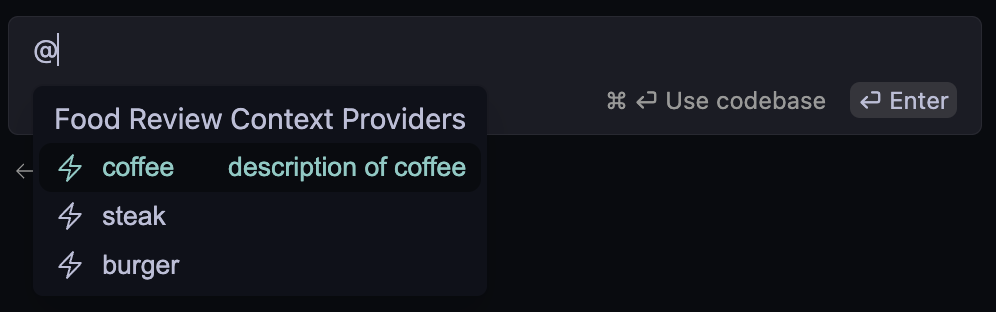 @
⌘ ⏎ Use codebase ⏎ Enter
Food Review Context Providers
coffee description of coffee
steak
burger